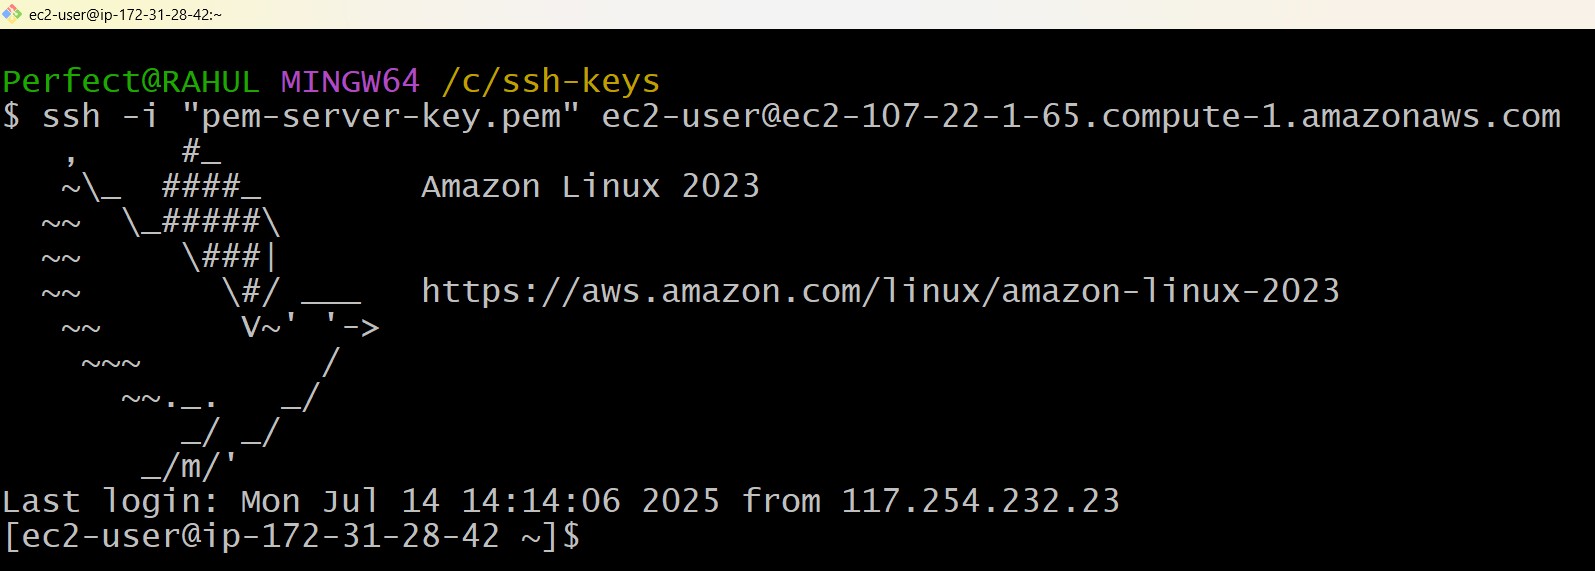 ec2-user@ip-172-31-28-42:~
Perfect@RAHUL MINGW64 /c/ssh-keys
$ ssh -i "pem-server-key.pem" ec2-user@ec2-107-22-1-65.compute-1.amazonaws.com
   ,     #_
   ~\_  ####_        Amazon Linux 2023
  ~~  \_#####\
  ~~     \###|
  ~~       \#/ ___   https://aws.amazon.com/linux/amazon-linux-2023
   ~~       V~' '->
    ~~~         /
      ~~._.   _/
         _/ _/
       _/m/'
Last login: Mon Jul 14 14:14:06 2025 from 117.254.232.23
[ec2-user@ip-172-31-28-42 ~]$